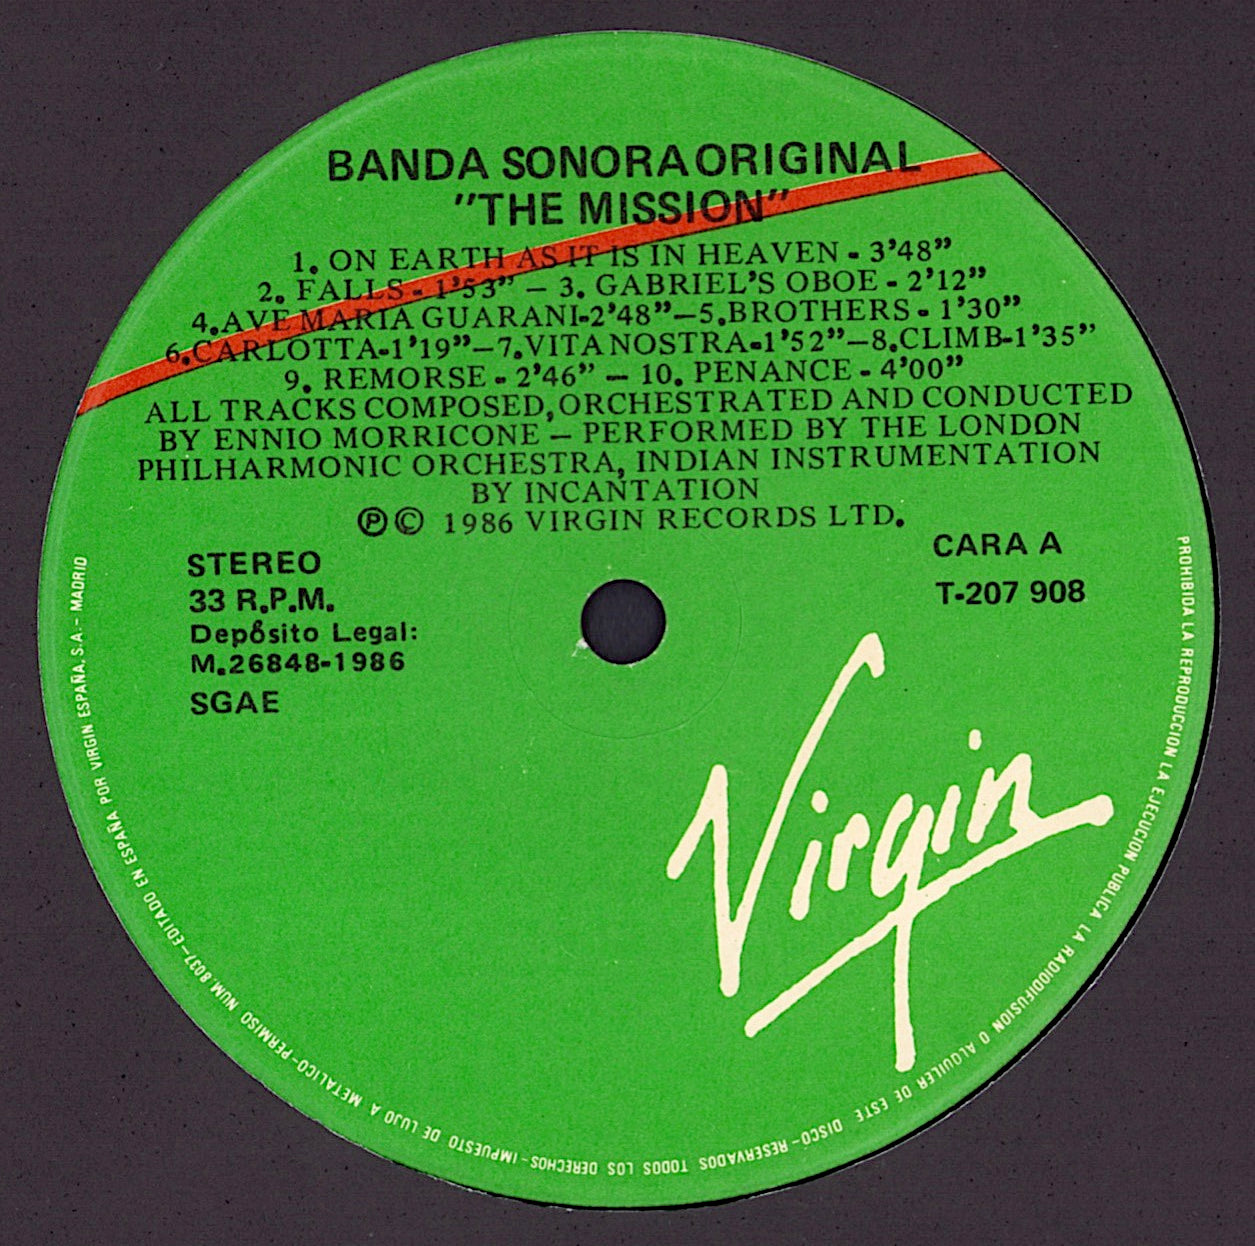 BANDA SONORA ORIGINAL
"THE MISSION"
1. ON EARTH AS IT IS IN HEAVEN - 3'48"
2. FALLS - 1'53" – 3. GABRIEL'S OBOE - 2'12"
4.AVE MARIA GUARANI-2'48"–5.BROTHERS - 1'30"
6.CARLOTTA-1'19"–7.VITA NOSTRA-1'52"–8.CLIMB-1'35"
9. REMORSE - 2'46" – 10. PENANCE - 4'00"
ALL TRACKS COMPOSED, ORCHESTRATED AND CONDUCTED
BY ENNIO MORRICONE – PERFORMED BY THE LONDON
PHILHARMONIC ORCHESTRA, INDIAN INSTRUMENTATION
BY INCANTATION
℗© 1986 VIRGIN RECORDS LTD.
STEREO
33 R.P.M.
Depósito Legal:
M.26848-1986
SGAE
CARA A
T-207 908
Virgin
PROHIBIDA LA REPRODUCCION LA EJECUCION PUBLICA LA RADIODIFUSION O ALQUILER DE ESTE DISCO-RESERVADOS TODOS LOS DERECHOS-IMPUESTO DE LUJO A METALICO-PERMISO NUM. 8037-EDITADO EN ESPAÑA POR VIRGIN ESPAÑA, S.A.- MADRID